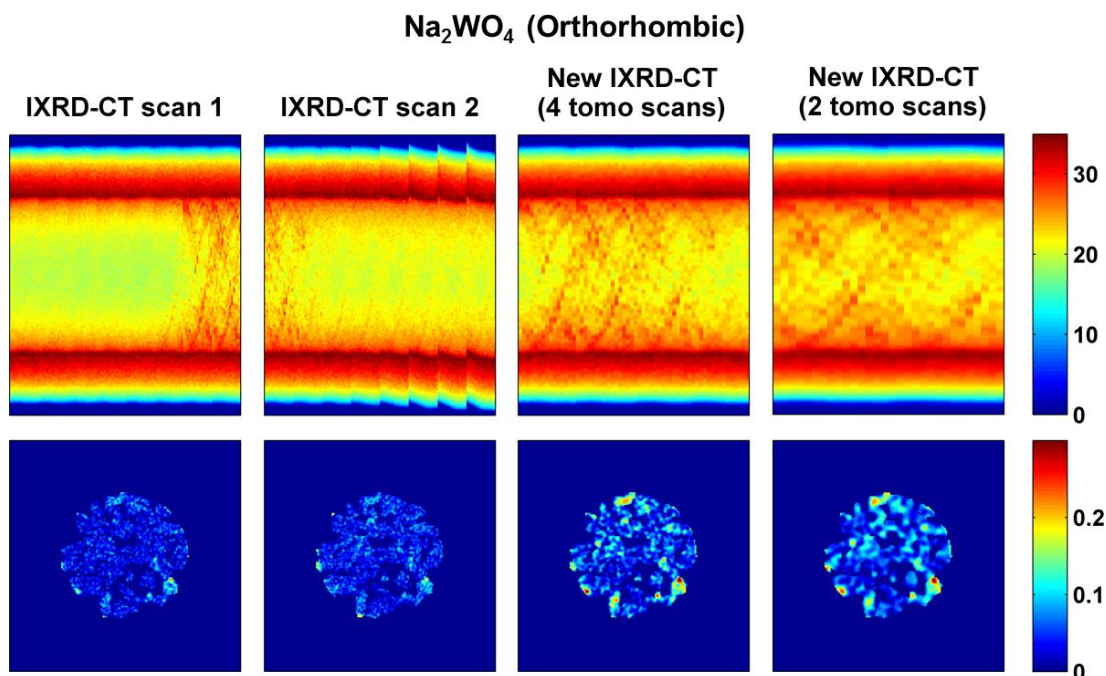 Na₂WO₄ (Orthorhombic)
IXRD-CT scan 1
IXRD-CT scan 2
New IXRD-CT
(4 tomo scans)
New IXRD-CT
(2 tomo scans)
30
20
10
0
0.2
0.1
0